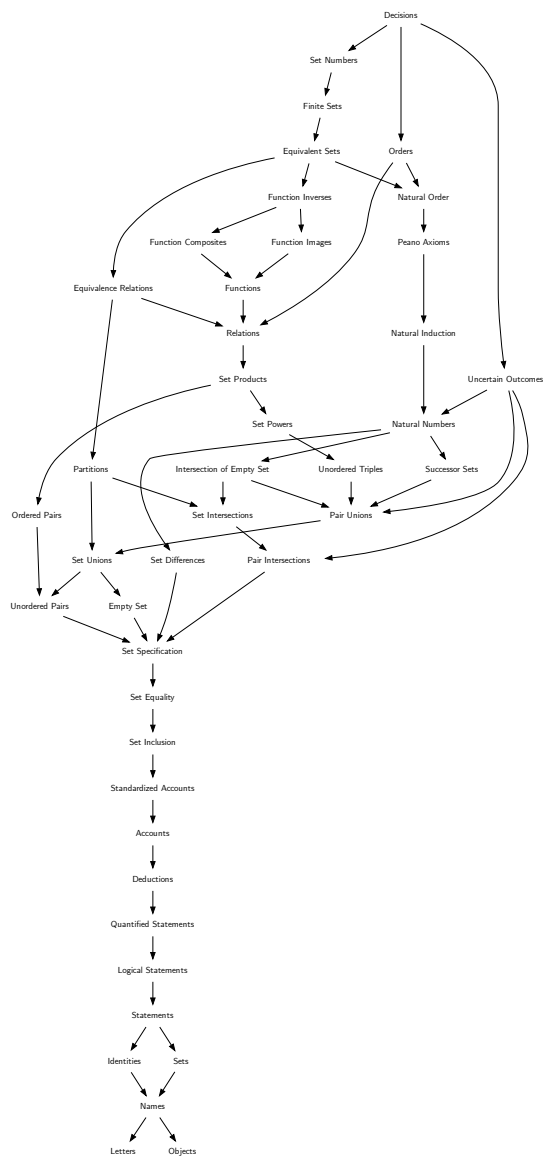 Decisions
Set Numbers
Finite Sets
Equivalent Sets
Orders
Function Inverses
Natural Order
Function Composites
Function Images
Peano Axioms
Equivalence Relations
Functions
Relations
Natural Induction
Set Products
Uncertain Outcomes
Set Powers
Natural Numbers
Partitions
Intersection of Empty Set
Unordered Triples
Successor Sets
Ordered Pairs
Set Intersections
Pair Unions
Set Unions
Set Differences
Pair Intersections
Unordered Pairs
Empty Set
Set Specification
Set Equality
Set Inclusion
Standardized Accounts
Accounts
Deductions
Quantified Statements
Logical Statements
Statements
Identities
Sets
Names
Letters
Objects